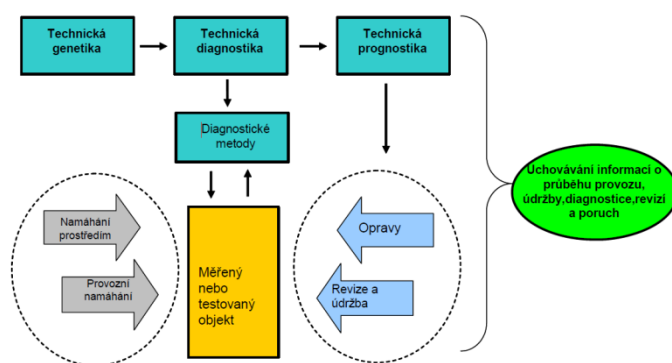 Technická
genetika
Technická
diagnostika
Technická
prognostika
Diagnostické
metody
Uchovávání informací o
průběhu provozu,
údržby,diagnostice,revizí
a poruch
Namáhání
prostředím
Provozní
namáhání
Měřený
nebo
testovaný
objekt
Opravy
Revize a
údržba